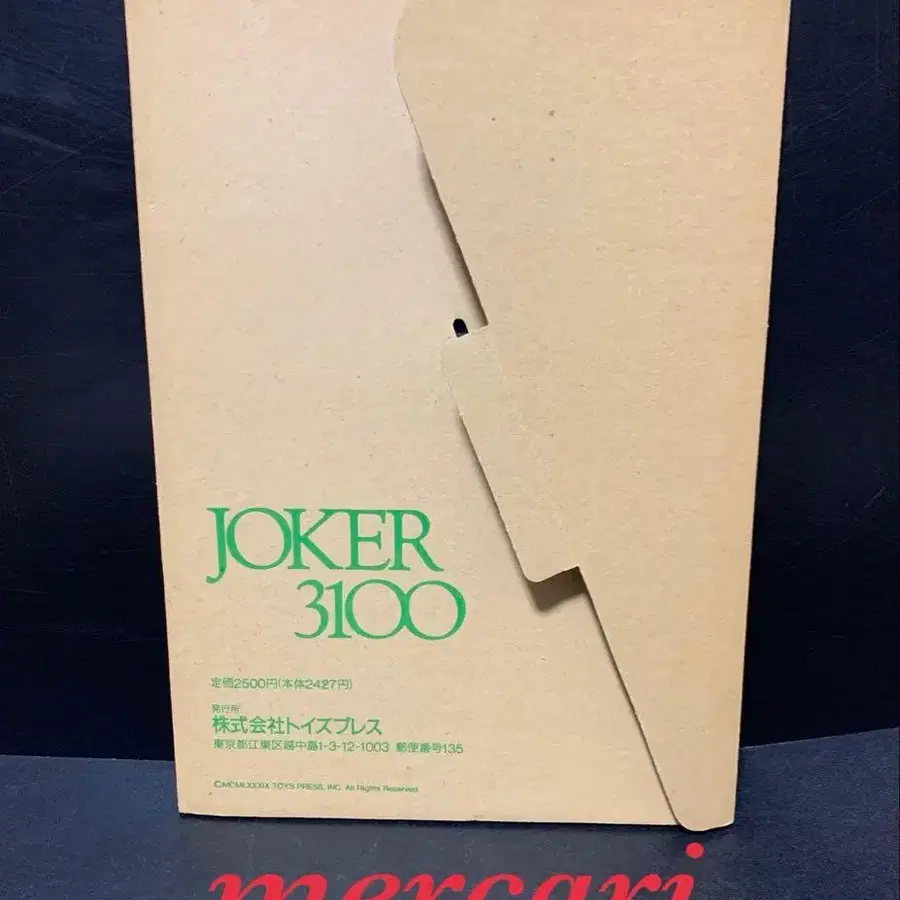 JOKER
3100
定価2500円(本体2427円)
発行所
株式会社トイズプレス
東京都江東区越中島1-3-12-1003 郵便番号135
©MCMLXXXIX TOYS PRESS, INC. All Rights Reserved
mercari